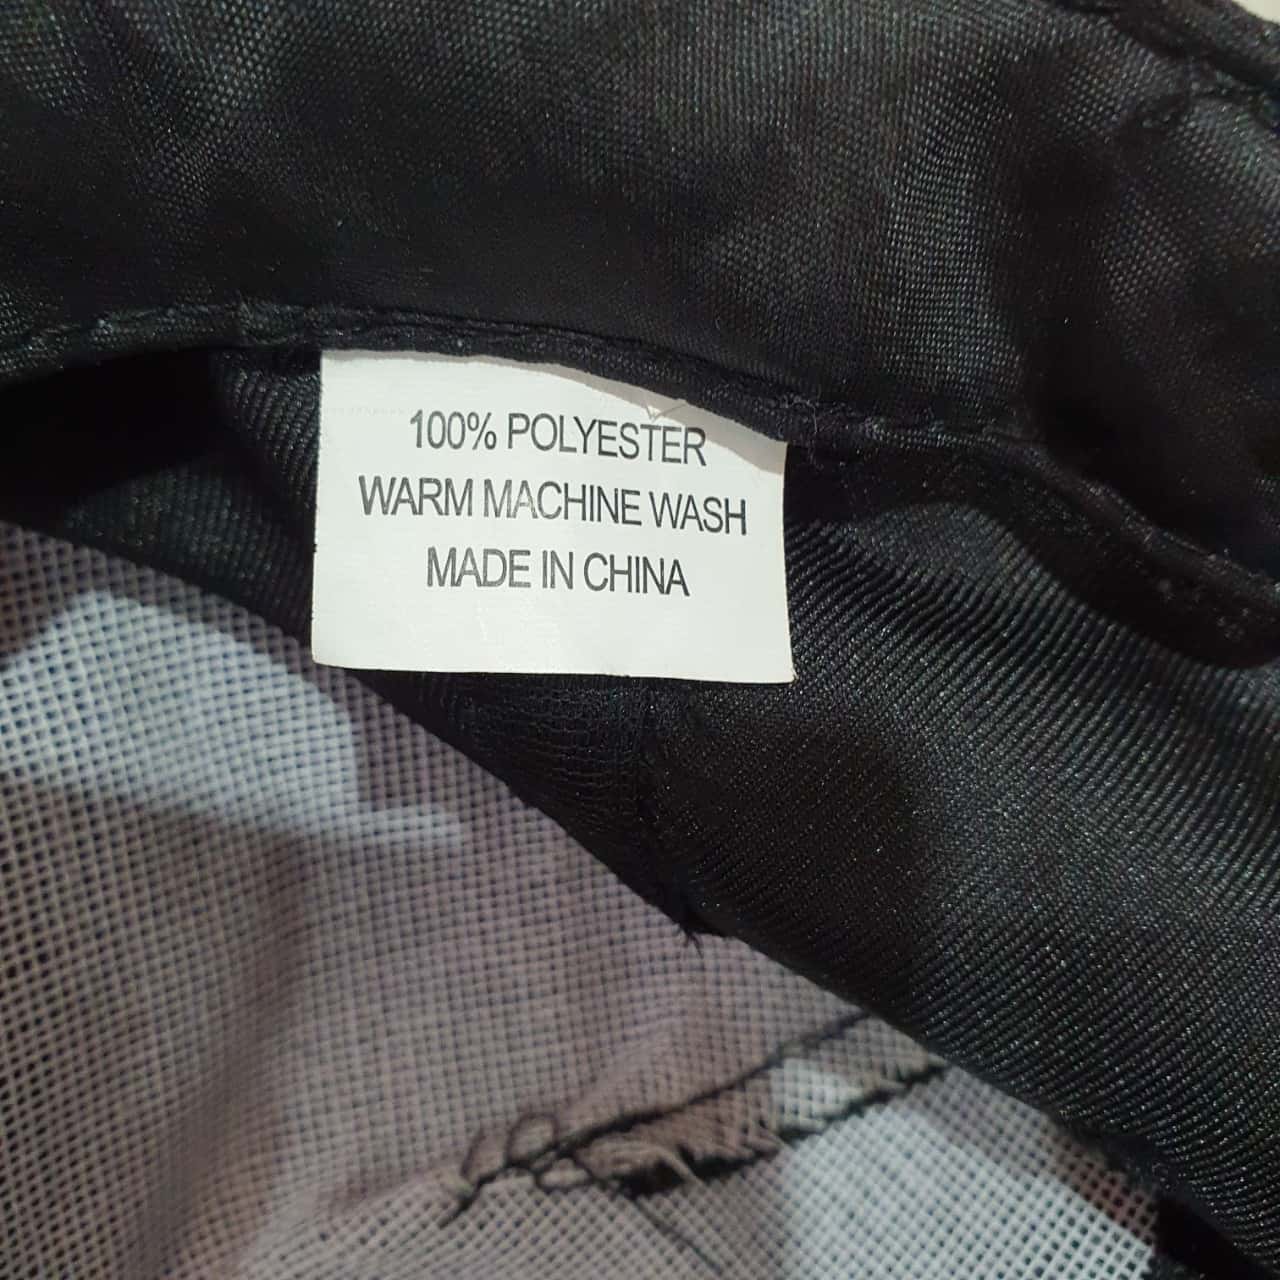 100% POLYESTER
WARM MACHINE WASH
MADE IN CHINA